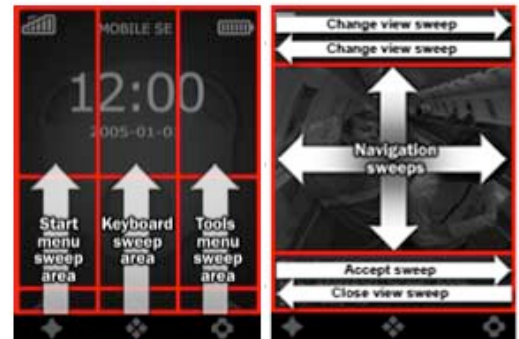 MOBILE SE
12:00
2005-01-0
Start
menu
sweep
area
Keyboard
sweep
area
Tools
menu
sweep
area
Change view sweep
Change view sweep
Navigation
sweeps
Accept sweep
Close view sweep